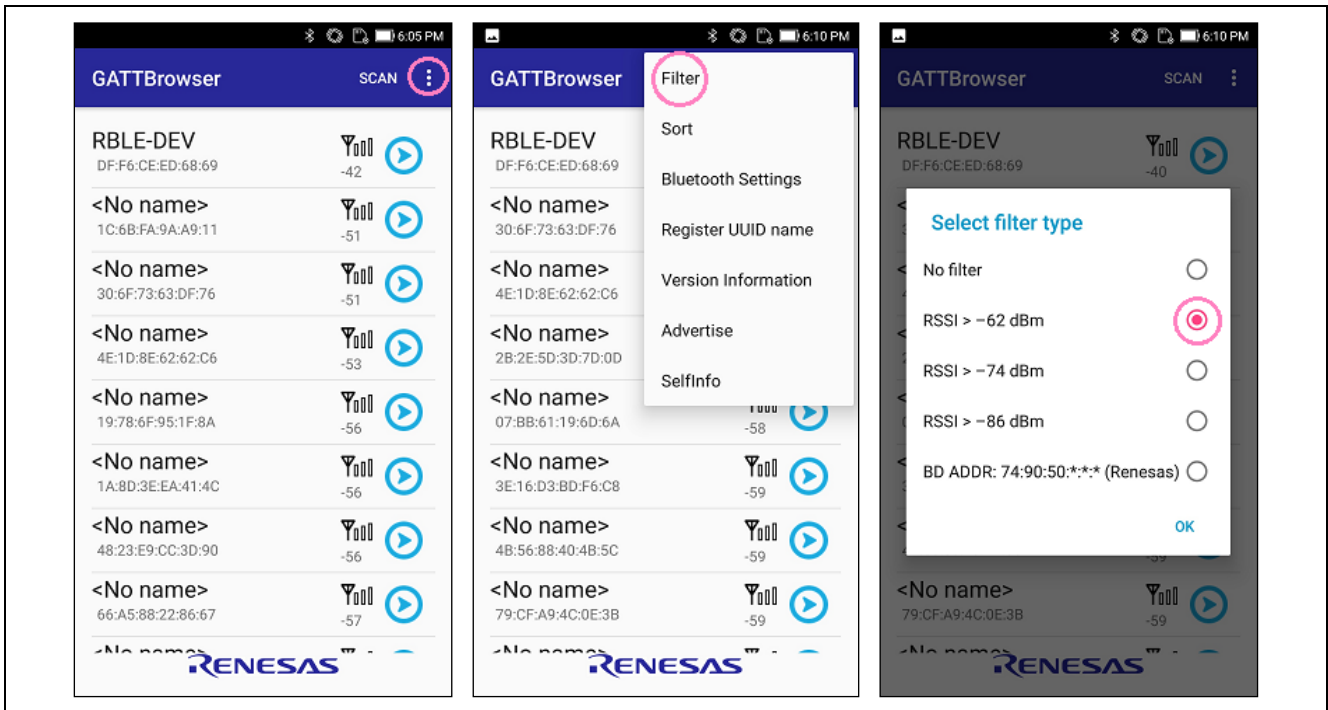 6:05 PM
GATTBrowser SCAN
RBLE-DEV
DF:F6:CE:ED:68:69 -42
<No name>
1C:6B:FA:9A:A9:11 -51
<No name>
30:6F:73:63:DF:76 -51
<No name>
4E:1D:8E:62:62:C6 -53
<No name>
19:78:6F:95:1F:8A -56
<No name>
1A:8D:3E:EA:41:4C -56
<No name>
48:23:E9:CC:3D:90 -56
<No name>
66:A5:88:22:86:67 -57
<No name>
RENESAS
6:10 PM
GATTBrowser
Filter
Sort
Bluetooth Settings
Register UUID name
Version Information
Advertise
SelfInfo
RBLE-DEV
DF:F6:CE:ED:68:69
<No name>
30:6F:73:63:DF:76
<No name>
4E:1D:8E:62:62:C6
<No name>
2B:2E:5D:3D:7D:0D
<No name>
07:BB:61:19:6D:6A -58
<No name>
3E:16:D3:BD:F6:C8 -59
<No name>
4B:56:88:40:4B:5C -59
<No name>
79:CF:A9:4C:0E:3B -59
<No name>
RENESAS
6:10 PM
GATTBrowser SCAN
RBLE-DEV
DF:F6:CE:ED:68:69 -40
Select filter type
No filter
RSSI > −62 dBm
RSSI > −74 dBm
RSSI > −86 dBm
BD ADDR: 74:90:50:*:*:* (Renesas)
OK
-59
<No name>
79:CF:A9:4C:0E:3B -59
<No name>
RENESAS